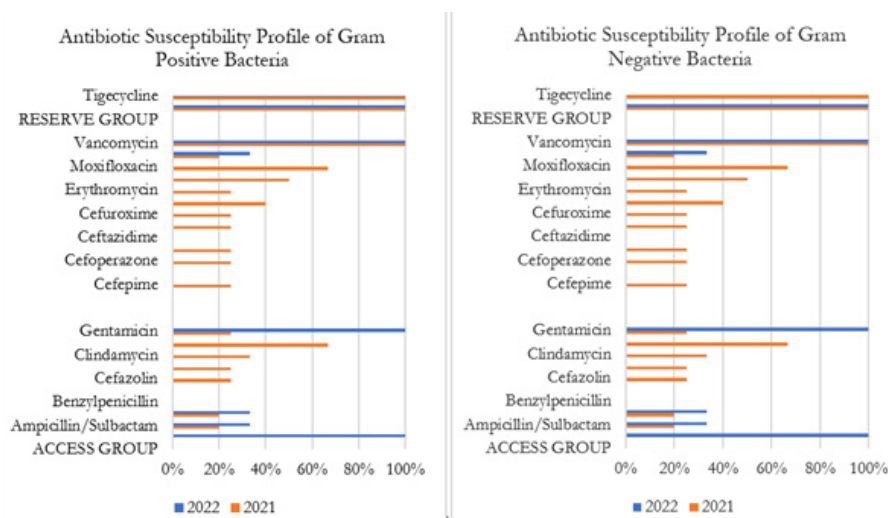 Antibiotic Susceptibility Profile of Gram
Positive Bacteria
Tigecycline
RESERVE GROUP
Vancomycin
Moxifloxacin
Erythromycin
Cefuroxime
Ceftazidime
Cefoperazone
Cefepime
Gentamicin
Clindamycin
Cefazolin
Benzylpenicillin
Ampicillin/Sulbactam
ACCESS GROUP
0% 20% 40% 60% 80% 100%
2022 2021
Antibiotic Susceptibility Profile of Gram
Negative Bacteria
Tigecycline
RESERVE GROUP
Vancomycin
Moxifloxacin
Erythromycin
Cefuroxime
Ceftazidime
Cefoperazone
Cefepime
Gentamicin
Clindamycin
Cefazolin
Benzylpenicillin
Ampicillin/Sulbactam
ACCESS GROUP
0% 20% 40% 60% 80% 100%
2022 2021